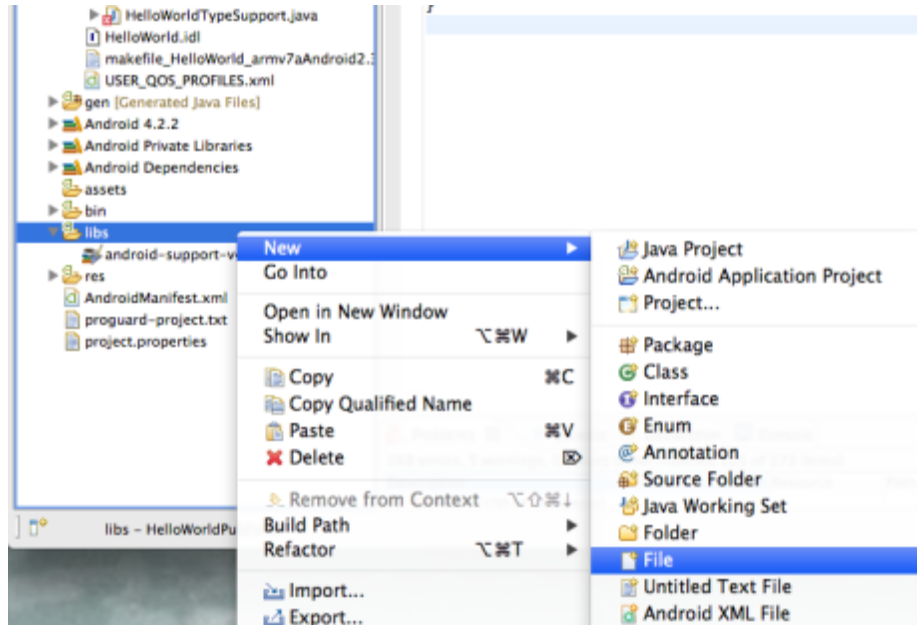 }
HelloWorldTypeSupport.java
HelloWorld.idl
makefile_HelloWorld_armv7aAndroid2.3
USER_QOS_PROFILES.xml
gen [Generated Java Files]
Android 4.2.2
Android Private Libraries
Android Dependencies
assets
bin
libs
android-support-v
res
AndroidManifest.xml
proguard-project.txt
project.properties
libs – HelloWorldPu
New
Go Into
Open in New Window
Show In ⌥⌘W
Copy ⌘C
Copy Qualified Name
Paste ⌘V
Delete ⌦
Remove from Context ⌥⇧⌘↓
Build Path
Refactor ⌥⌘T
Import...
Export...
Java Project
Android Application Project
Project...
Package
Class
Interface
Enum
Annotation
Source Folder
Java Working Set
Folder
File
Untitled Text File
Android XML File